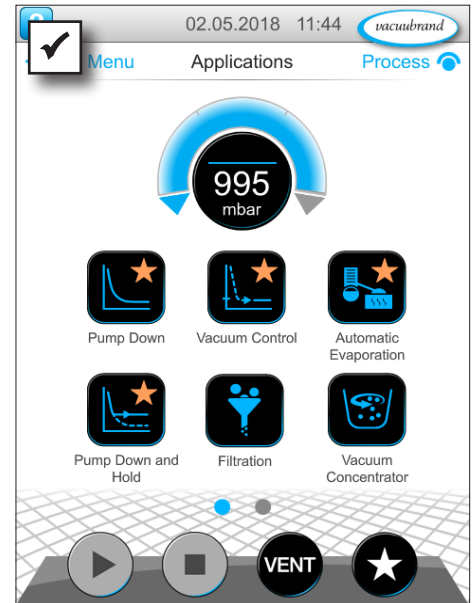 02.05.2018 11:44 vacuubrand
Menu Applications Process
995
mbar
Pump Down Vacuum Control Automatic
Evaporation
Pump Down and
Hold
Filtration Vacuum
Concentrator
VENT